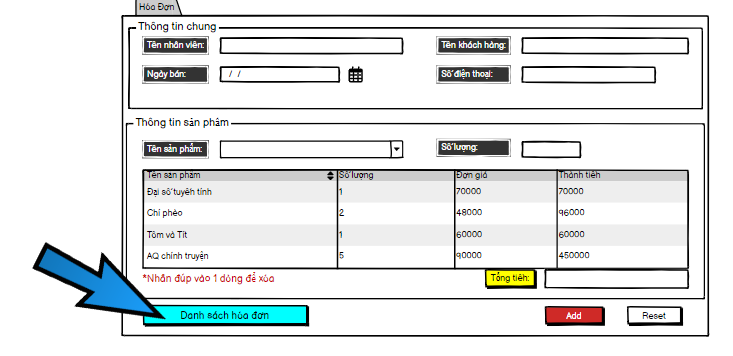 Hóa Đơn
Thông tin chung
Tên nhân viên: Tên khách hàng:
Ngày bán: / / Số điện thoại:
Thông tin sản phẩm
Tên sản phẩm: Số lượng:
Tên sản phẩm Số lượng Đơn giá Thành tiền
Đại số tuyến tính 1 70000 70000
Chí phèo 2 48000 96000
Tôm và Tít 1 60000 60000
AQ chính truyện 5 90000 450000
*Nhấn đúp vào 1 dòng để xóa Tổng tiền:
Danh sách hóa đơn Add Reset